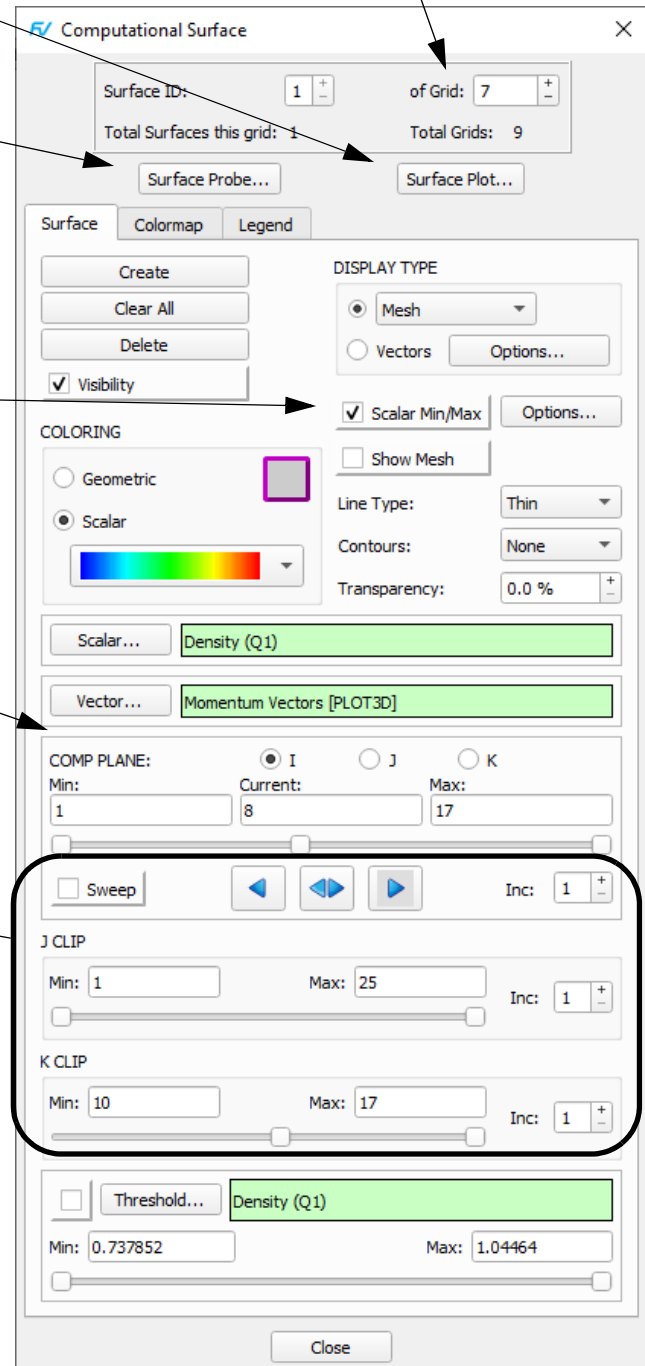 FV Computational Surface
Surface ID: 1 of Grid: 7
Total Surfaces this grid: 1 Total Grids: 9
Surface Probe... Surface Plot...
Surface Colormap Legend
Create
Clear All
Delete
Visibility
DISPLAY TYPE
Mesh
Vectors Options...
Scalar Min/Max Options...
Show Mesh
COLORING
Geometric
Scalar
Line Type: Thin
Contours: None
Transparency: 0.0 %
Scalar... Density (Q1)
Vector... Momentum Vectors [PLOT3D]
COMP PLANE: I J K
Min: Current: Max:
1 8 17
Sweep Inc: 1
J CLIP
Min: 1 Max: 25 Inc: 1
K CLIP
Min: 10 Max: 17 Inc: 1
Threshold... Density (Q1)
Min: 0.737852 Max: 1.04464
Close